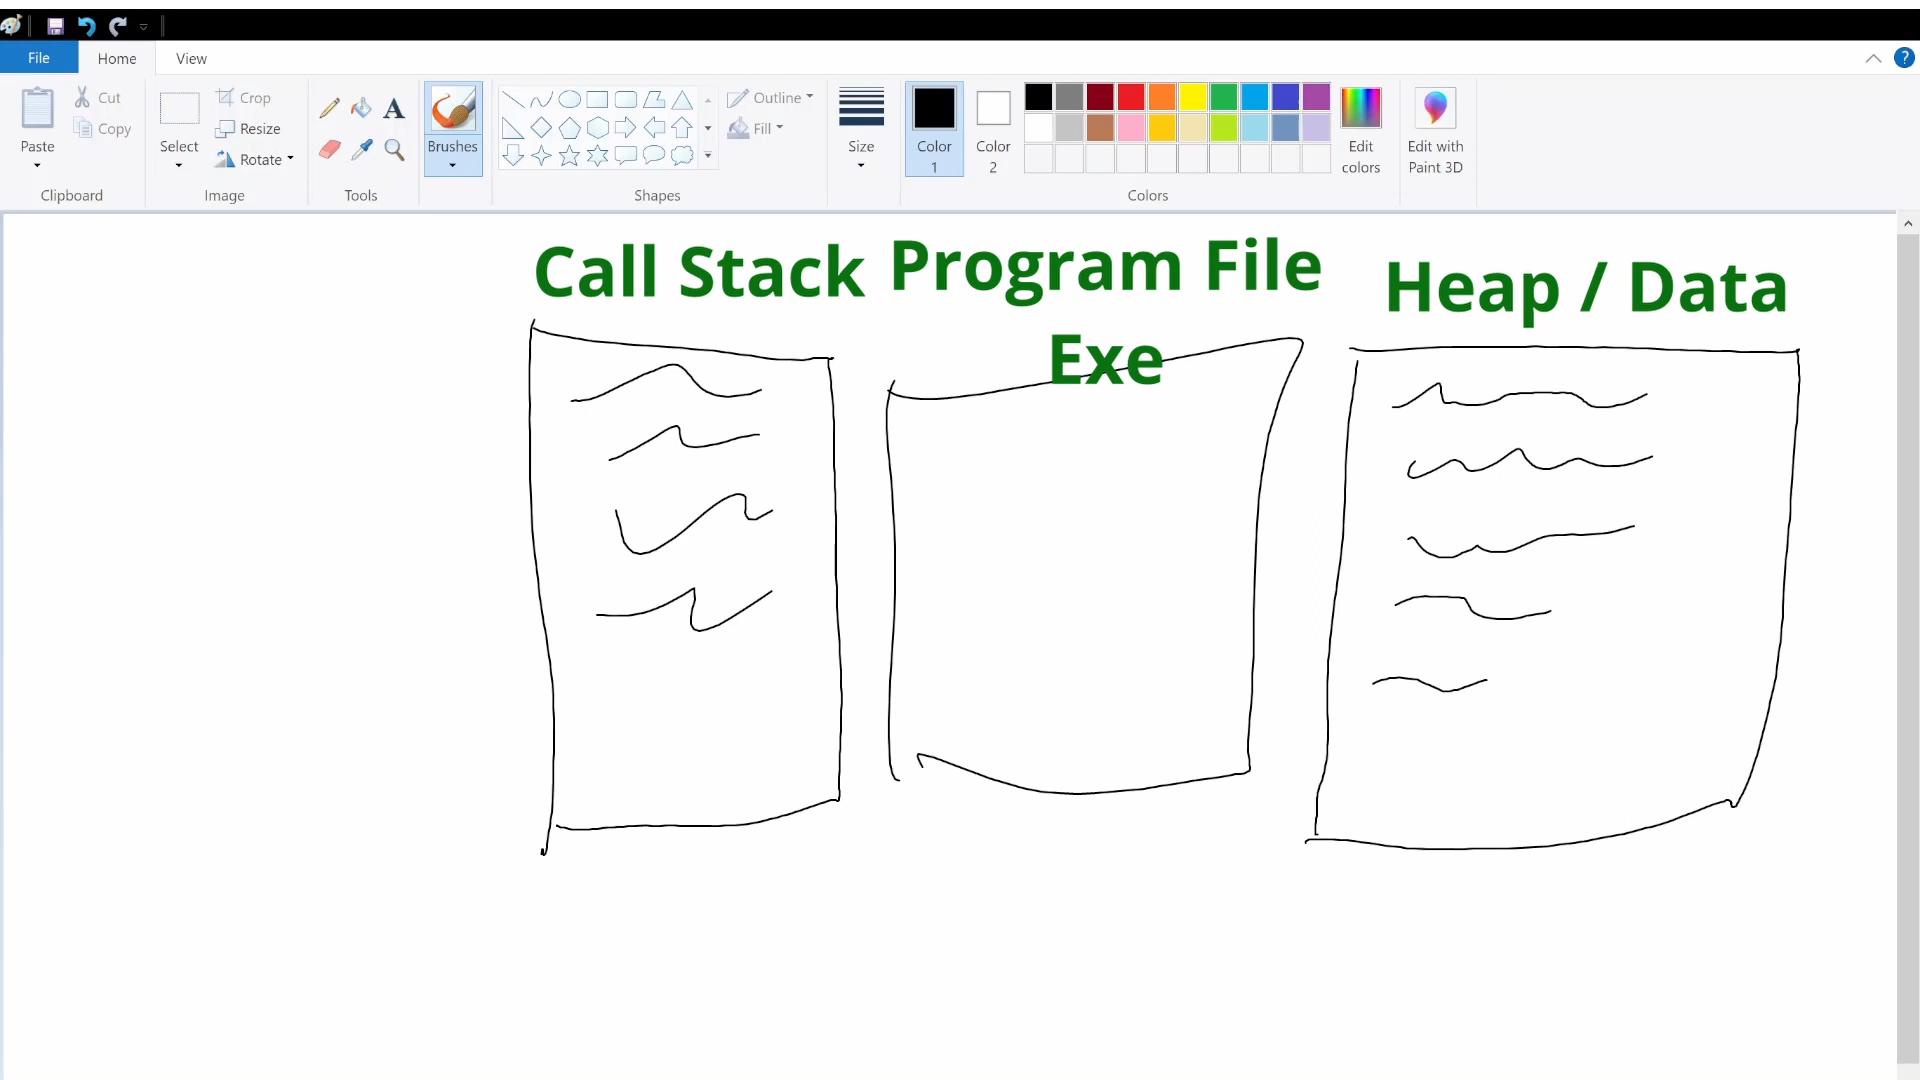 File Home View
Paste
Cut
Copy
Clipboard
Select
Crop
Resize
Rotate
Image
Tools
Brushes
Shapes
Outline
Fill
Size
Color
1
Color
2
Edit
colors
Colors
Edit with
Paint 3D
?
Call Stack
Program File
Exe
Heap / Data